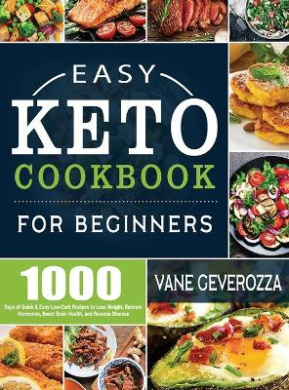 EASY
KETO
COOKBOOK
FOR BEGINNERS
1000
VANE GEVEROZZA
Days of Quick & Easy Low-Carb Recipes to Lose Weight, Balance
Hormones, Boost Brain Health, and Reverse Disease